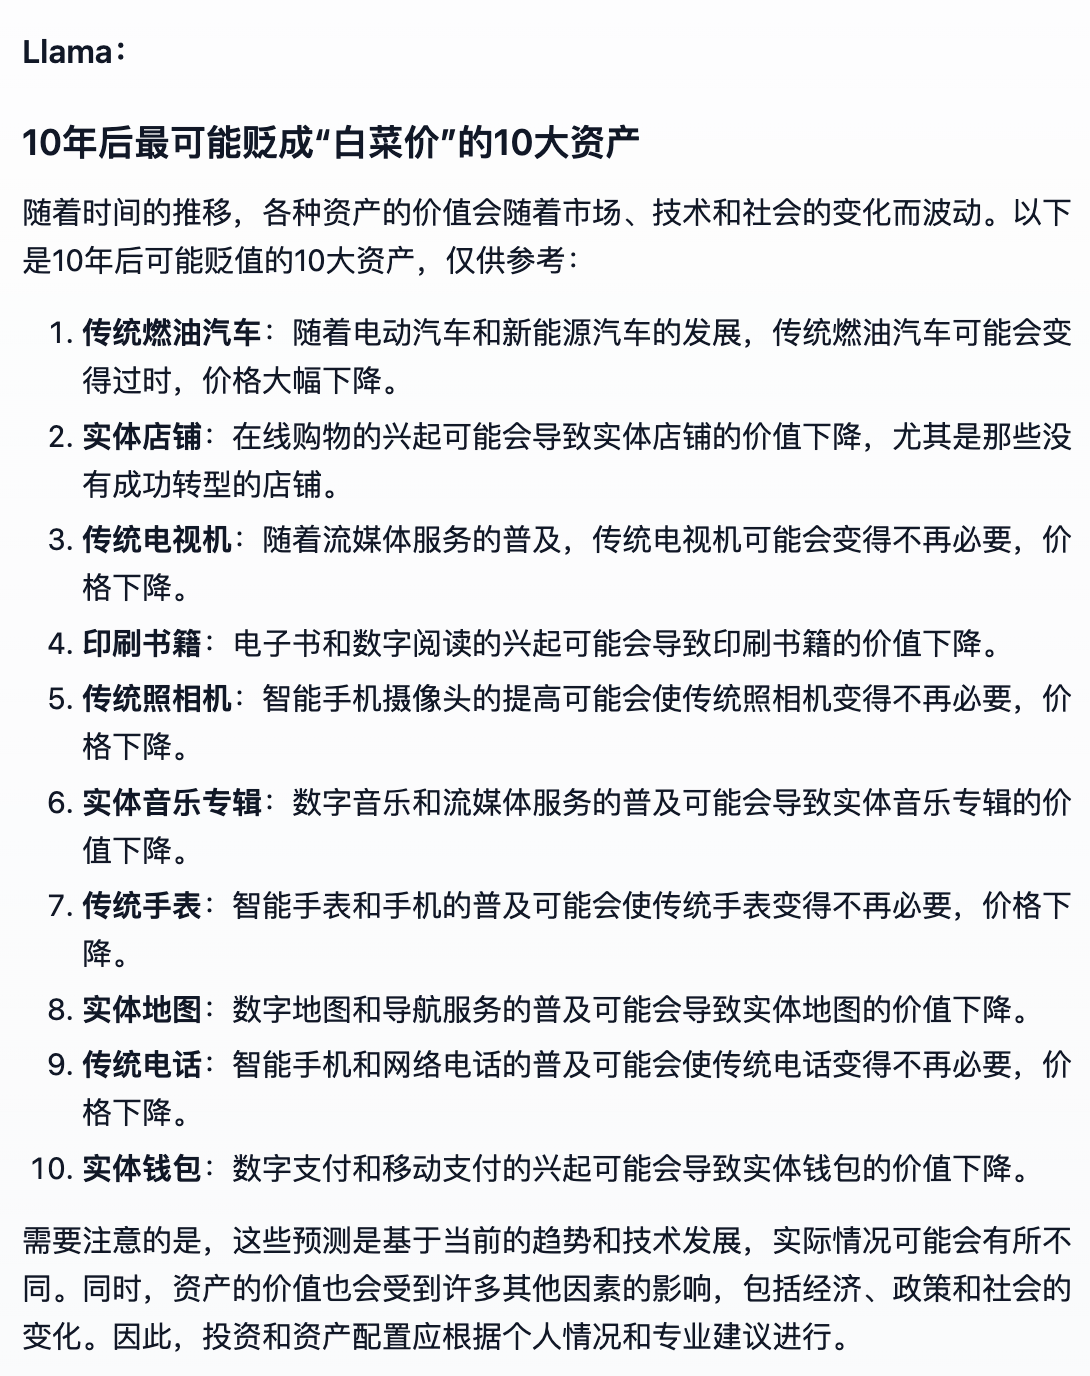 Llama：
10年后最可能贬成“白菜价”的10大资产
随着时间的推移，各种资产的价值会随着市场、技术和社会的变化而波动。以下
是10年后可能贬值的10大资产，仅供参考：
1. 传统燃油汽车：随着电动汽车和新能源汽车的发展，传统燃油汽车可能会变
得过时，价格大幅下降。
2. 实体店铺：在线购物的兴起可能会导致实体店铺的价值下降，尤其是那些没
有成功转型的店铺。
3. 传统电视机：随着流媒体服务的普及，传统电视机可能会变得不再必要，价
格下降。
4. 印刷书籍：电子书和数字阅读的兴起可能会导致印刷书籍的价值下降。
5. 传统照相机：智能手机摄像头的提高可能会使传统照相机变得不再必要，价
格下降。
6. 实体音乐专辑：数字音乐和流媒体服务的普及可能会导致实体音乐专辑的价
值下降。
7. 传统手表：智能手表和手机的普及可能会使传统手表变得不再必要，价格下
降。
8. 实体地图：数字地图和导航服务的普及可能会导致实体地图的价值下降。
9. 传统电话：智能手机和网络电话的普及可能会使传统电话变得不再必要，价
格下降。
10. 实体钱包：数字支付和移动支付的兴起可能会导致实体钱包的价值下降。
需要注意的是，这些预测是基于当前的趋势和技术发展，实际情况可能会有所不
同。同时，资产的价值也会受到许多其他因素的影响，包括经济、政策和社会的
变化。因此，投资和资产配置应根据个人情况和专业建议进行。